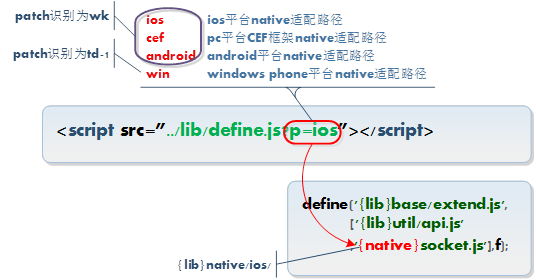 patch识别为wk
ios ios平台native适配路径
cef pc平台CEF框架native适配路径
patch识别为td-1
android android平台native适配路径
win windows phone平台native适配路径
<script src="../lib/define.js?p=ios"></script>
define(['{lib}base/extend.js',
['{lib}util/api.js'
'{native}socket.js'],f);
{lib}native/ios/